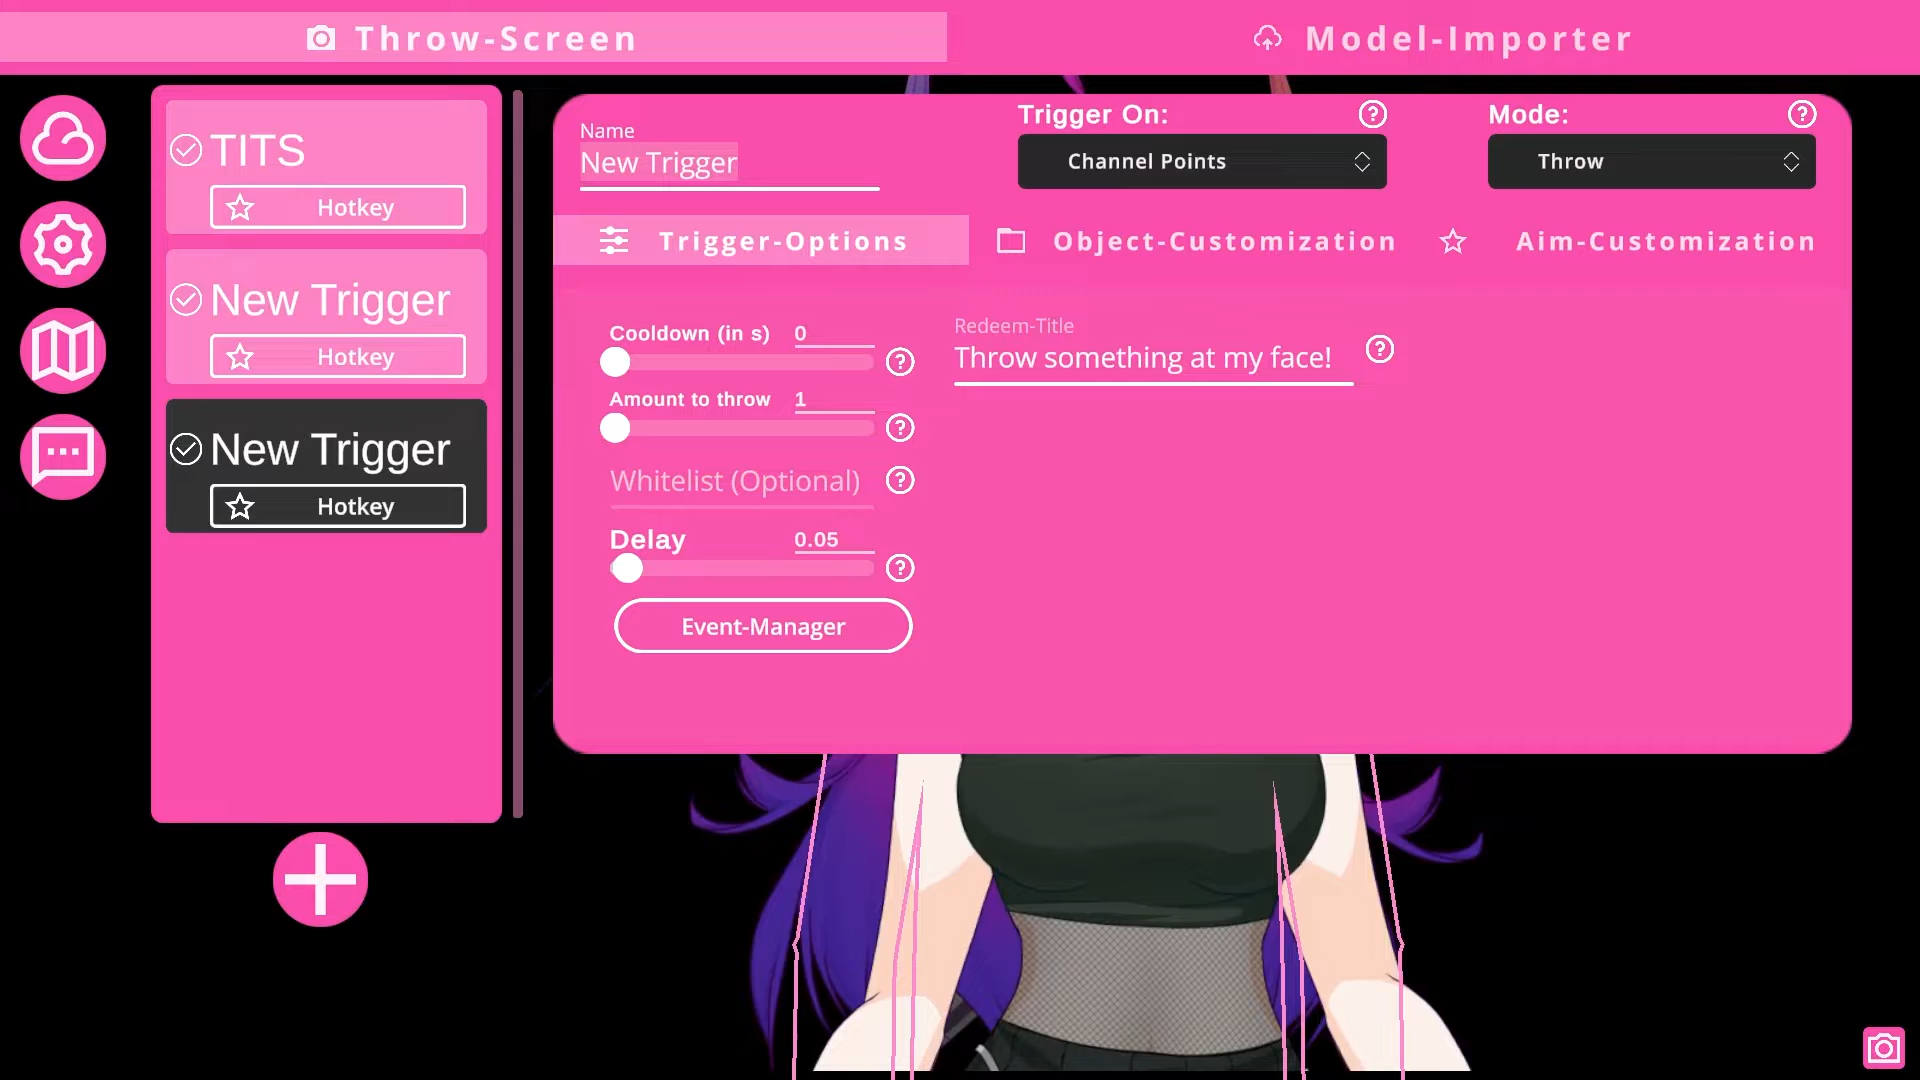 Throw-Screen
Model-Importer
TITS
Hotkey
New Trigger
Hotkey
New Trigger
Hotkey
Name
New Trigger
Trigger On:
Channel Points
Mode:
Throw
Trigger-Options
Object-Customization
Aim-Customization
Cooldown (in s) 0
Amount to throw 1
Whitelist (Optional)
Delay 0.05
Event-Manager
Redeem-Title
Throw something at my face!